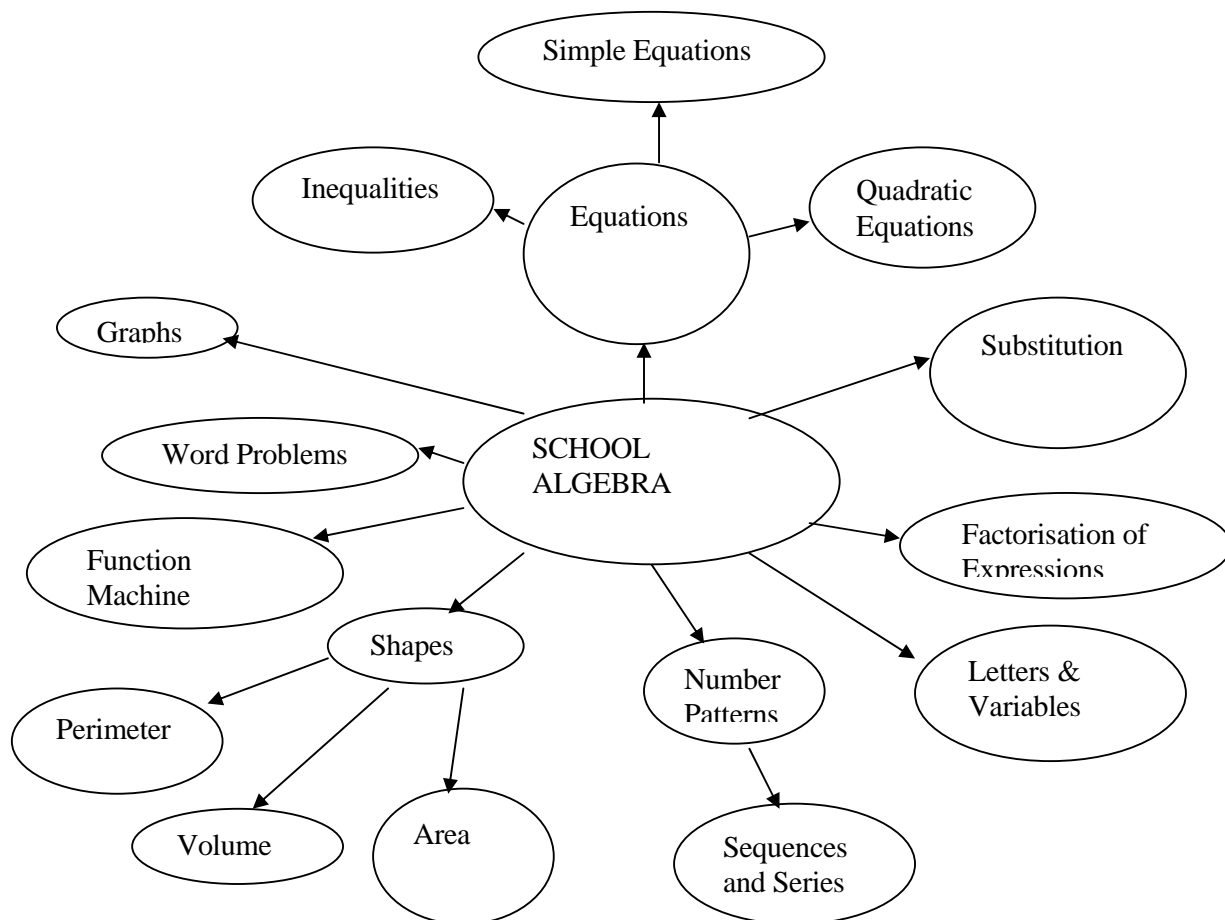 Simple Equations
Inequalities
Equations
Quadratic
Equations
Graphs
Substitution
Word Problems
SCHOOL
ALGEBRA
Factorisation of
Expressions
Function
Machine
Shapes
Number
Patterns
Letters &
Variables
Perimeter
Volume
Area
Sequences
and Series